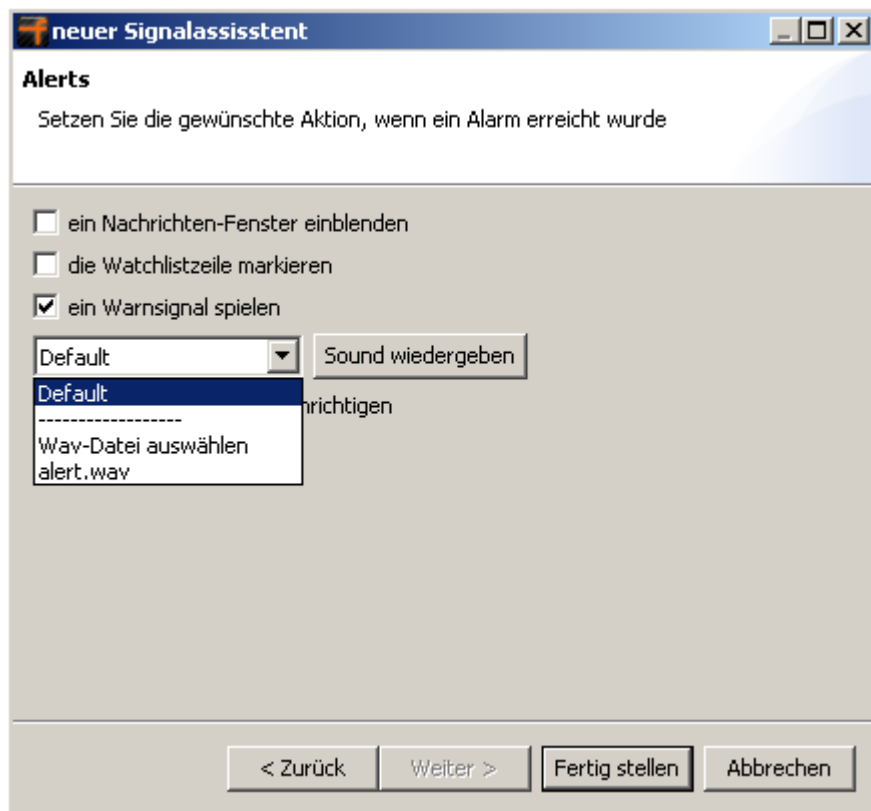 neuer Signalassisstent
Alerts
Setzen Sie die gewünschte Aktion, wenn ein Alarm erreicht wurde
ein Nachrichten-Fenster einblenden
die Watchlistzeile markieren
ein Warnsignal spielen
Default Sound wiedergeben
Default
------------------
Wav-Datei auswählen
alert.wav
< Zurück Weiter > Fertig stellen Abbrechen